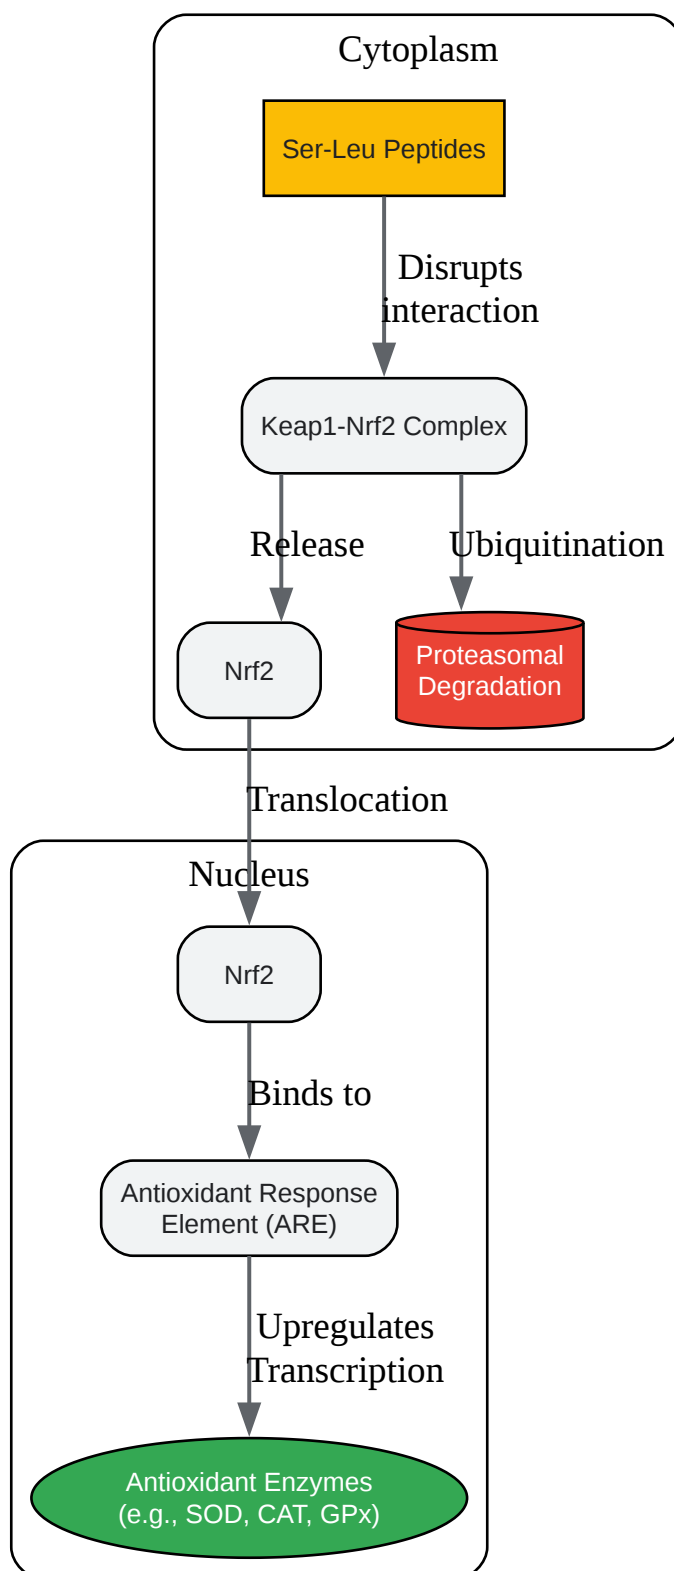 Cytoplasm
Ser-Leu Peptides
Disrupts
interaction
Keap1-Nrf2 Complex
Release
Ubiquitination
Nrf2
Proteasomal
Degradation
Translocation
Nucleus
Nrf2
Binds to
Antioxidant Response
Element (ARE)
Upregulates
Transcription
Antioxidant Enzymes
(e.g., SOD, CAT, GPx)